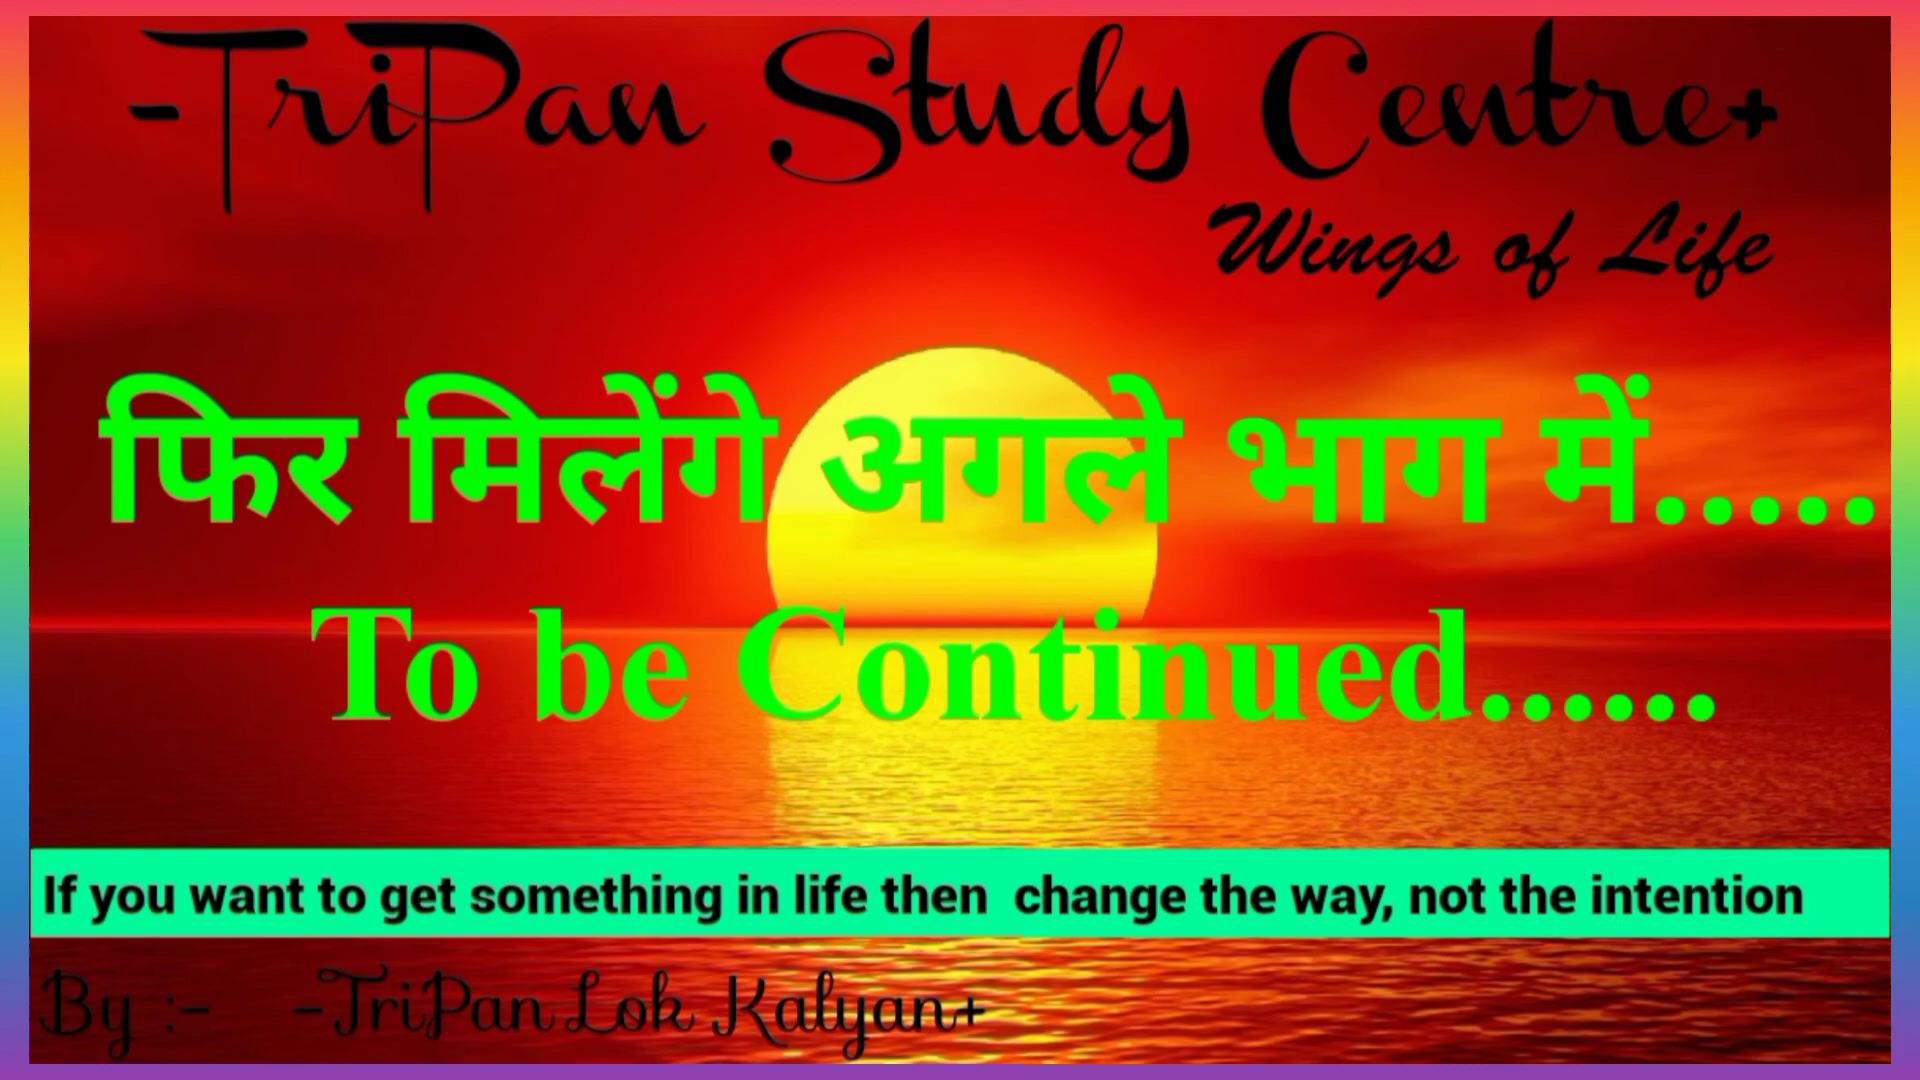 -TriPan Study Centre+
Wings of Life
फिर मिलेंगे अगले भाग में.....
To be Continued......
If you want to get something in life then  change the way, not the intention
By :-  -TriPan Lok Kalyan+